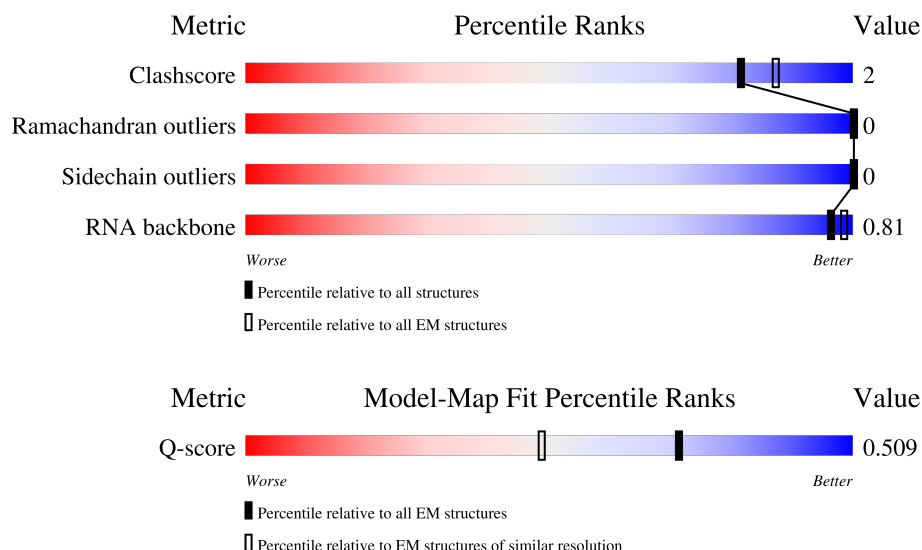 Metric Percentile Ranks Value
Clashscore 2
Ramachandran outliers 0
Sidechain outliers 0
RNA backbone 0.81
Worse Better
Percentile relative to all structures
Percentile relative to all EM structures
Metric Model-Map Fit Percentile Ranks Value
Q-score 0.509
Worse Better
Percentile relative to all EM structures
Percentile relative to EM structures of similar resolution